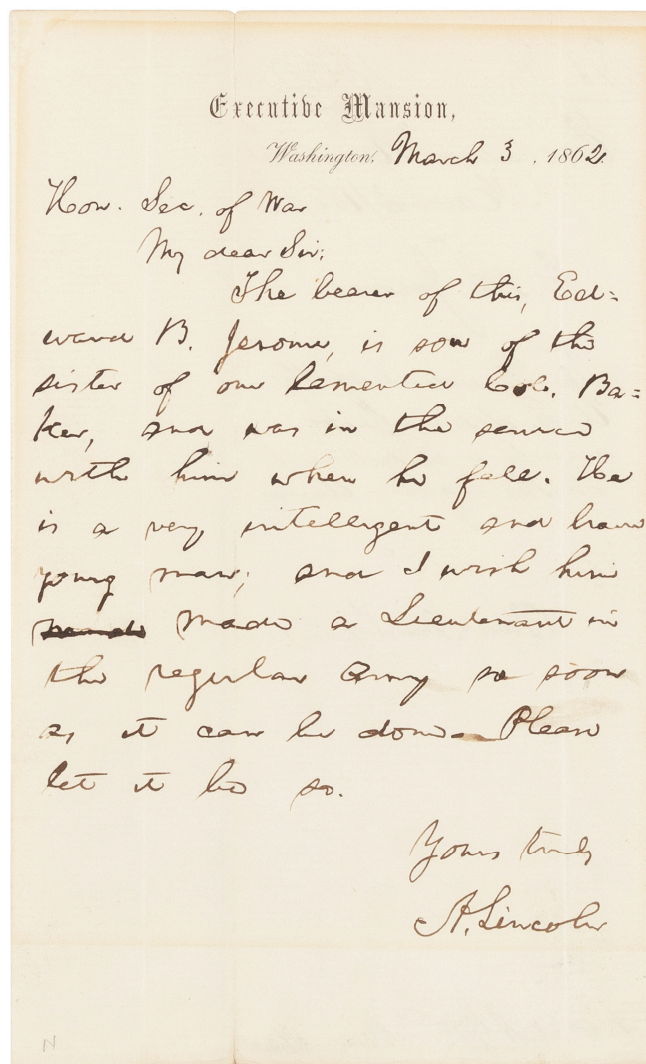 Executive Mansion,
Washington, March 3, 1862.
Hon. Sec. of War
My dear Sir:
The bearer of this, Ed=
ward B. Jerome, is son of the
sister of our lamented Col. Ba=
ker, and was in the service
with him when he fell. He
is a very intelligent and brave
young man; and I wish him
made a Lieutenant in
the regular Army so soon
as it can be done. Please
let it be so.
Yours truly
A. Lincoln
N